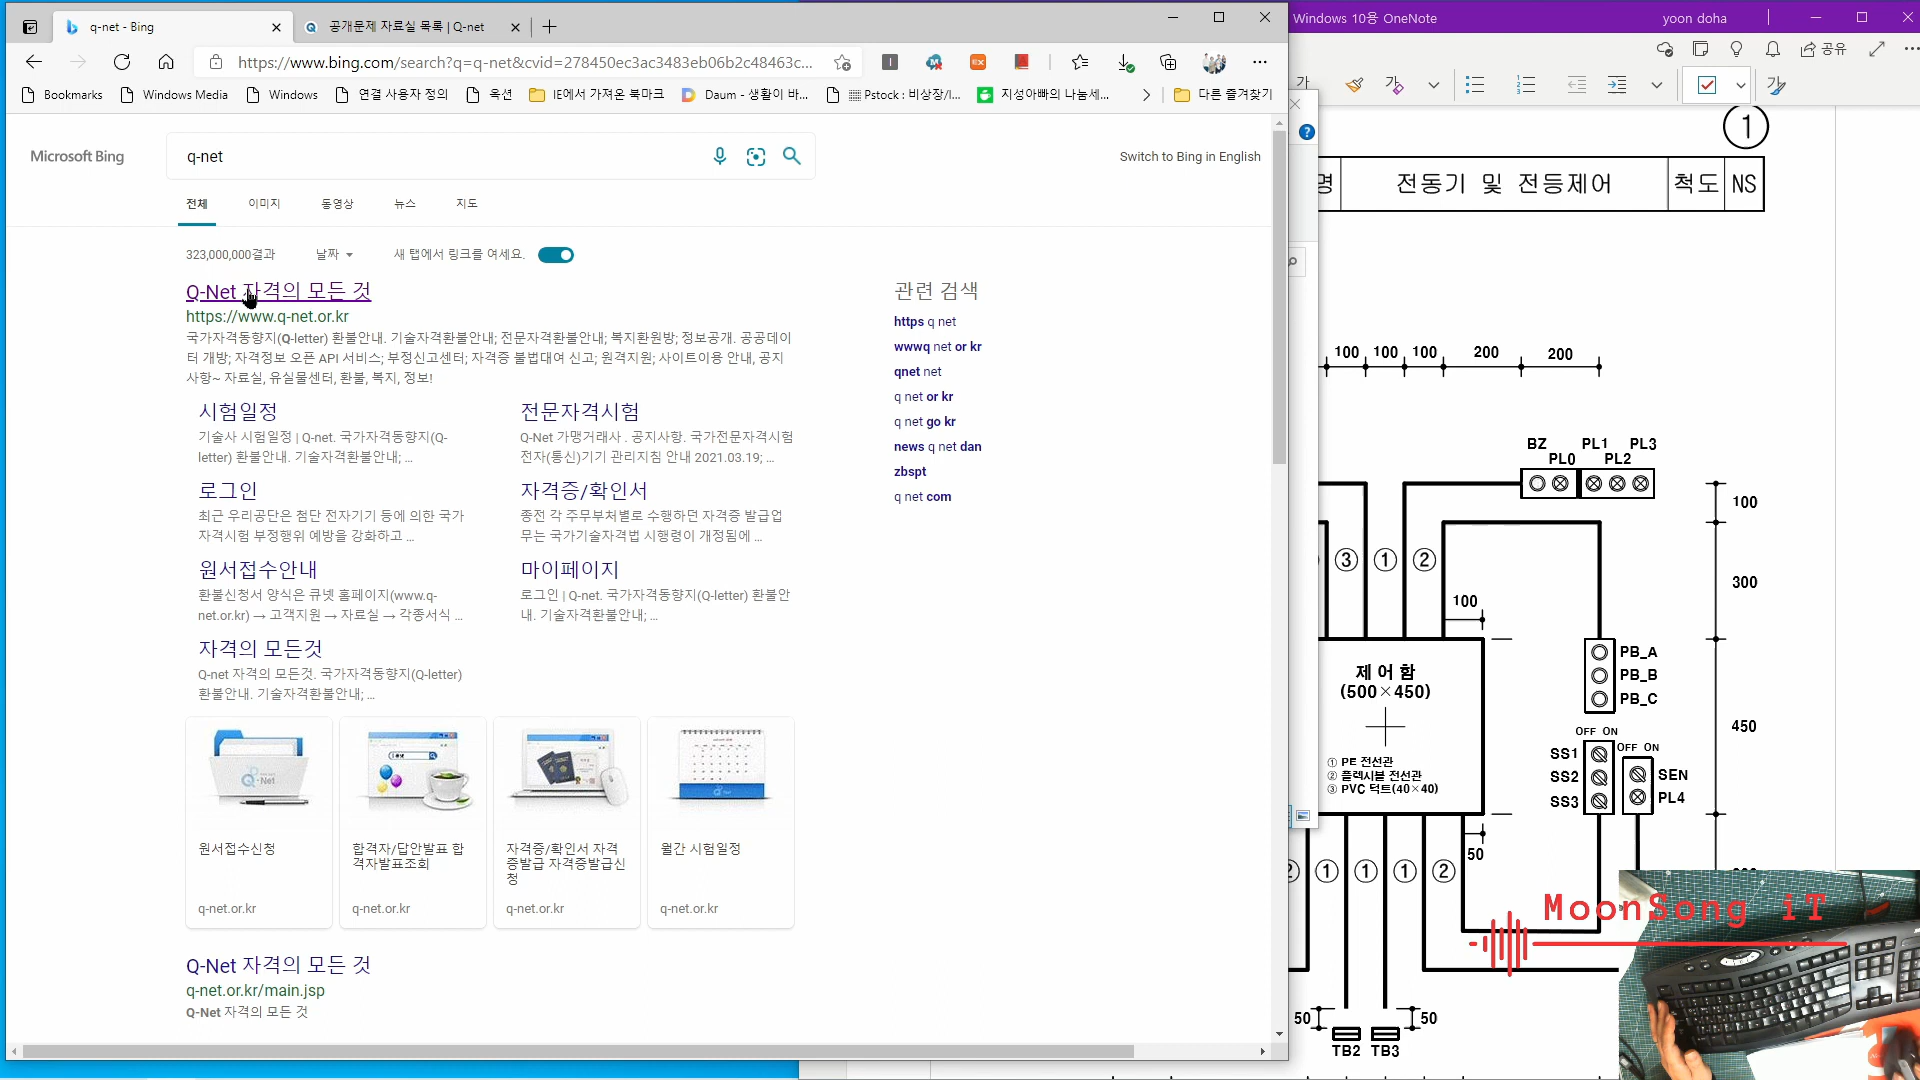 q-net - Bing
공개문제 자료실 목록 | Q-net
https://www.bing.com/search?q=q-net&cvid=278450ec3ac3483eb06b2c48463c...
Bookmarks
Windows Media
Windows
연결 사용자 정의
옥션
IE에서 가져온 북마크
Daum - 생활이 바...
Pstock : 비상장/I...
지성아빠의 나눔세...
다른 즐겨찾기
Microsoft Bing
q-net
Switch to Bing in English
전체
이미지
동영상
뉴스
지도
323,000,000결과
날짜
새 탭에서 링크를 여세요.
Q-Net 자격의 모든 것
https://www.q-net.or.kr
국가자격동향지(Q-letter) 환불안내. 기술자격환불안내; 전문자격환불안내; 복지환원방; 정보공개. 공공데이
터 개방; 자격정보 오픈 API 서비스; 부정신고센터; 자격증 불법대여 신고; 원격지원; 사이트이용 안내, 공지
사항~ 자료실, 유실물센터, 환불, 복지, 정보!
시험일정
기술사 시험일정 | Q-net. 국가자격동향지(Q-
letter) 환불안내. 기술자격환불안내; ...
전문자격시험
Q-Net 가맹거래사 . 공지사항. 국가전문자격시험
전자(통신)기기 관리지침 안내 2021.03.19; ...
로그인
최근 우리공단은 첨단 전자기기 등에 의한 국가
자격시험 부정행위 예방을 강화하고 ...
자격증/확인서
종전 각 주무부처별로 수행하던 자격증 발급업
무는 국가기술자격법 시행령이 개정됨에 ...
원서접수안내
환불신청서 양식은 큐넷 홈페이지(www.q-
net.or.kr) → 고객지원 → 자료실 → 각종서식 ...
마이페이지
로그인 | Q-net. 국가자격동향지(Q-letter) 환불안
내. 기술자격환불안내; ...
자격의 모든것
Q-net 자격의 모든것. 국가자격동향지(Q-letter)
환불안내. 기술자격환불안내; ...
원서접수신청
q-net.or.kr
합격자/답안발표 합
격자발표조회
q-net.or.kr
자격증/확인서 자격
증발급 자격증발급신
청
q-net.or.kr
월간 시험일정
q-net.or.kr
Q-Net 자격의 모든 것
q-net.or.kr/main.jsp
Q-Net 자격의 모든 것
관련 검색
https q net
wwwq net or kr
qnet net
q net or kr
q net go kr
news q net dan
zbspt
q net com
Windows 10용 OneNote
yoon doha
공유
①
명
전동기 및 전등제어
척도
NS
100
100
100
200
200
BZ
PL1
PL3
PL0
PL2
100
③
①
②
300
100
제 어 함
(500×450)
① PE 전선관
② 플렉시블 전선관
③ PVC 덕트(40×40)
PB_A
PB_B
PB_C
450
OFF ON
OFF ON
SS1
SS2
SS3
SEN
PL4
50
①
①
①
②
MoonSong iT
50
50
TB2
TB3